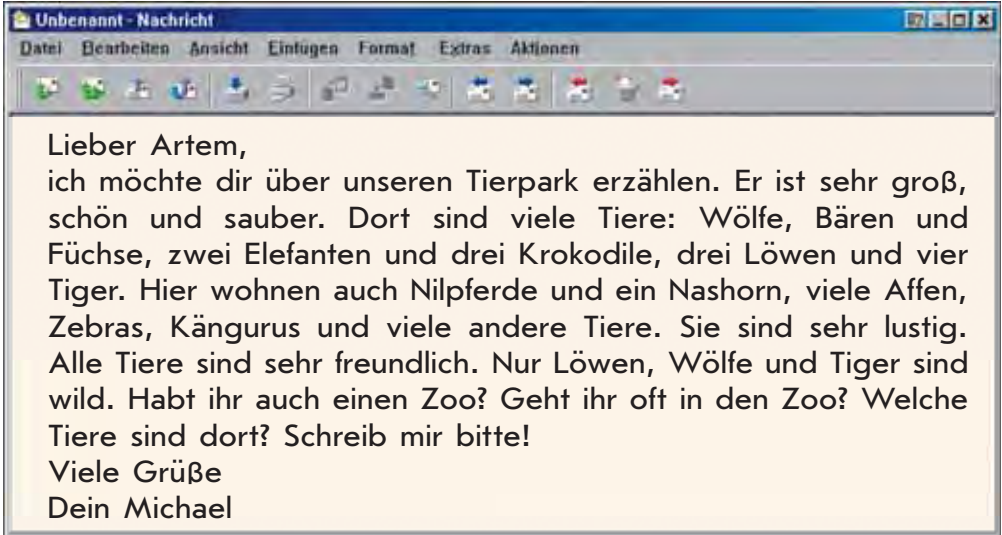 Unbenannt - Nachricht
Datei Bearbeiten Ansicht Einfügen Format Extras Aktionen
Lieber Artem,
ich möchte dir über unseren Tierpark erzählen. Er ist sehr groß,
schön und sauber. Dort sind viele Tiere: Wölfe, Bären und
Füchse, zwei Elefanten und drei Krokodile, drei Löwen und vier
Tiger. Hier wohnen auch Nilpferde und ein Nashorn, viele Affen,
Zebras, Kängurus und viele andere Tiere. Sie sind sehr lustig.
Alle Tiere sind sehr freundlich. Nur Löwen, Wölfe und Tiger sind
wild. Habt ihr auch einen Zoo? Geht ihr oft in den Zoo? Welche
Tiere sind dort? Schreib mir bitte!
Viele Grüße
Dein Michael